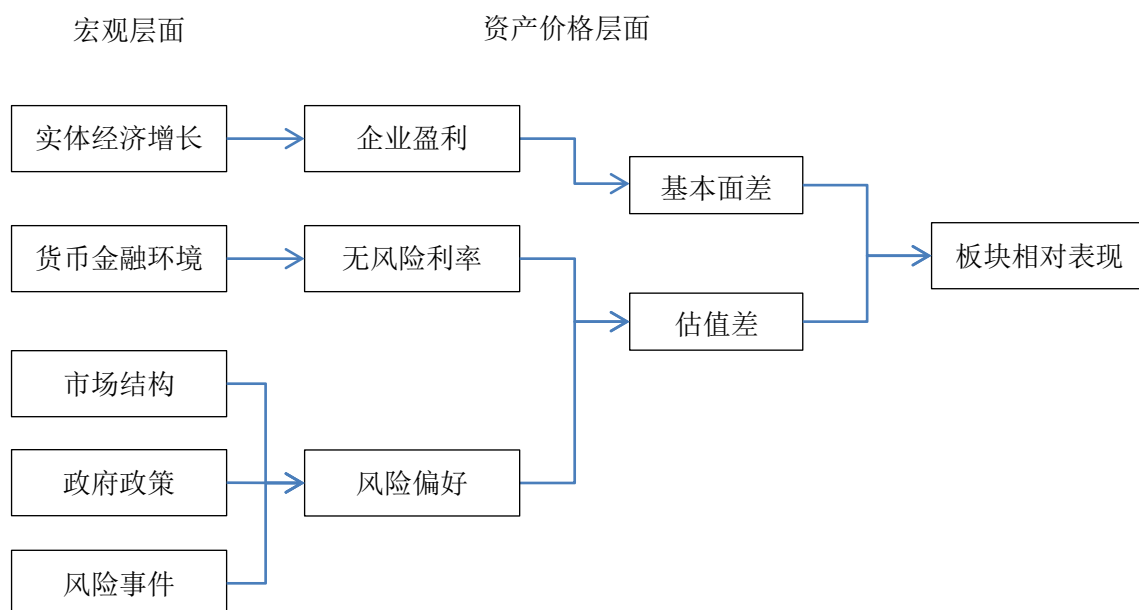 宏观层面
资产价格层面
实体经济增长
企业盈利
基本面差
货币金融环境
无风险利率
板块相对表现
估值差
市场结构
政府政策
风险偏好
风险事件